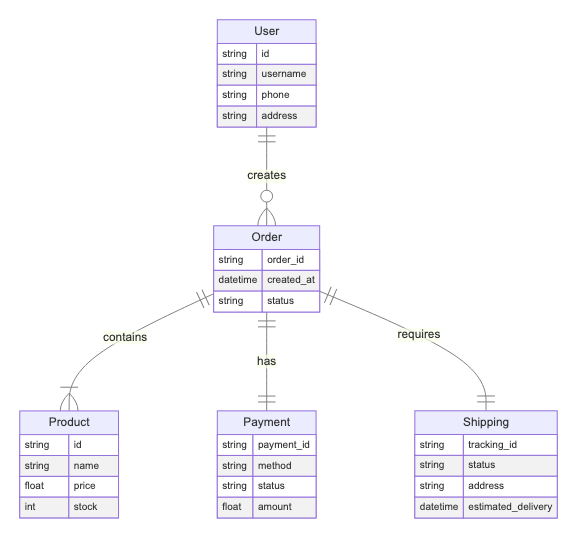 User
string id
string username
string phone
string address
creates
Order
string order_id
datetime created_at
string status
contains
has
requires
Product
string id
string name
float price
int stock
Payment
string payment_id
string method
string status
float amount
Shipping
string tracking_id
string status
string address
datetime estimated_delivery